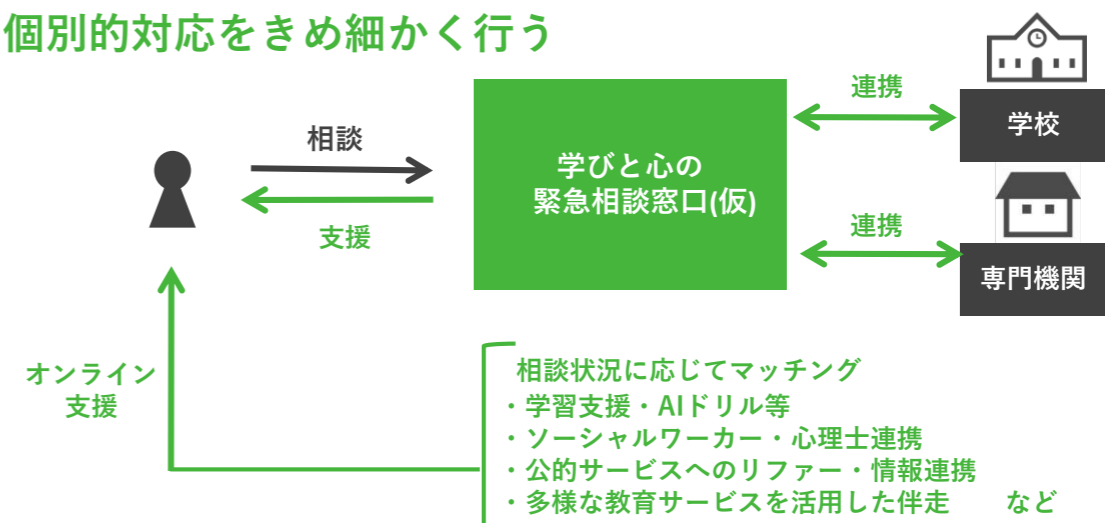 個別的対応をきめ細かく行う
連携
学校
相談
学びと心の
緊急相談窓口(仮)
支援
連携
専門機関
オンライン
支援
相談状況に応じてマッチング
・学習支援・AIドリル等
・ソーシャルワーカー・心理士連携
・公的サービスへのリファー・情報連携
・多様な教育サービスを活用した伴走　　など